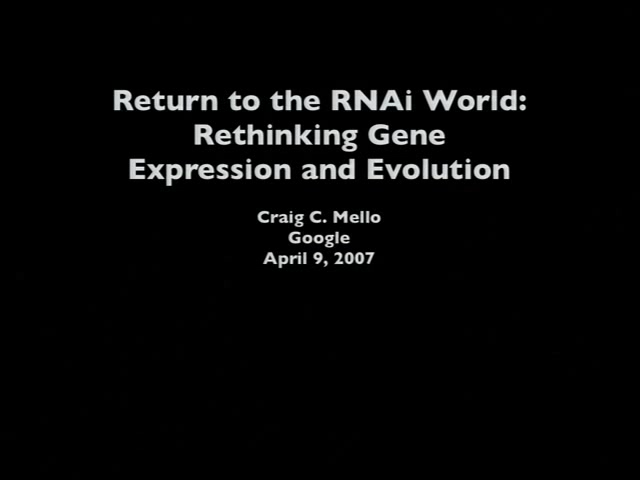 Return to the RNAi World:
Rethinking Gene
Expression and Evolution
Craig C. Mello
Google
April 9, 2007